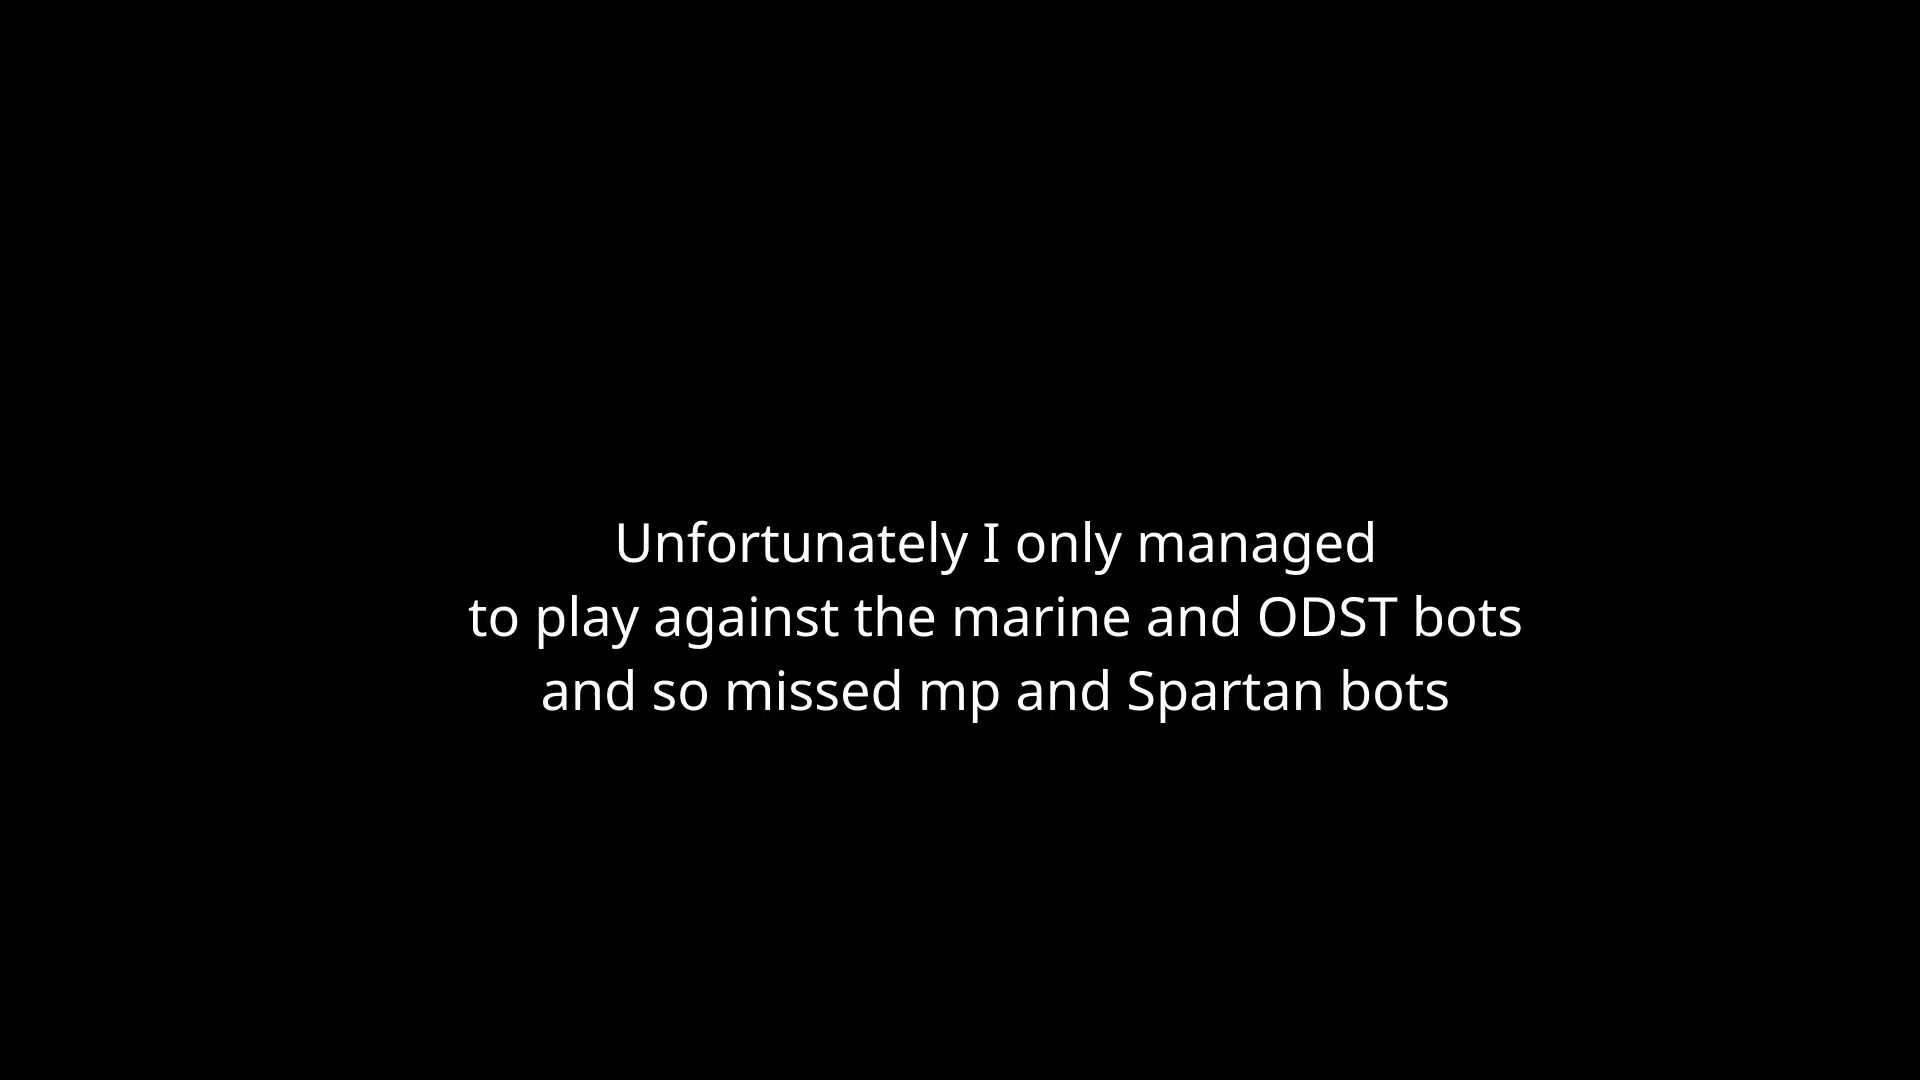 Unfortunately I only managed
to play against the marine and ODST bots
and so missed mp and Spartan bots